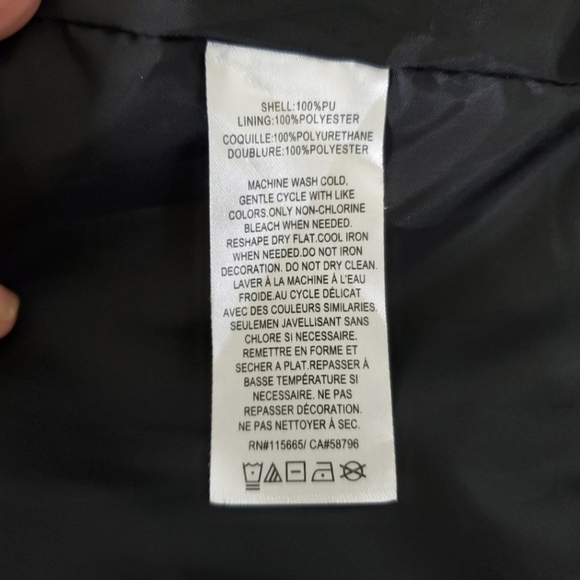 SHELL:100%PU
LINING:100%POLYESTER
COQUILLE:100%POLYURETHANE
DOUBLURE:100%POLYESTER
MACHINE WASH COLD,
GENTLE CYCLE WITH LIKE
COLORS.ONLY NON-CHLORINE
BLEACH WHEN NEEDED.
RESHAPE DRY FLAT.COOL IRON
WHEN NEEDED.DO NOT IRON
DECORATION. DO NOT DRY CLEAN.
LAVER À LA MACHINE À L'EAU
FROIDE.AU CYCLE DÉLICAT
AVEC DES COULEURS SIMILARIES.
SEULEMEN JAVELLISANT SANS
CHLORE SI NECESSAIRE.
REMETTRE EN FORME ET
SECHER A PLAT.REPASSER À
BASSE TEMPÉRATURE SI
NECESSAIRE. NE PAS
REPASSER DÉCORATION.
NE PAS NETTOYER À SEC.
RN#115665/ CA#58796